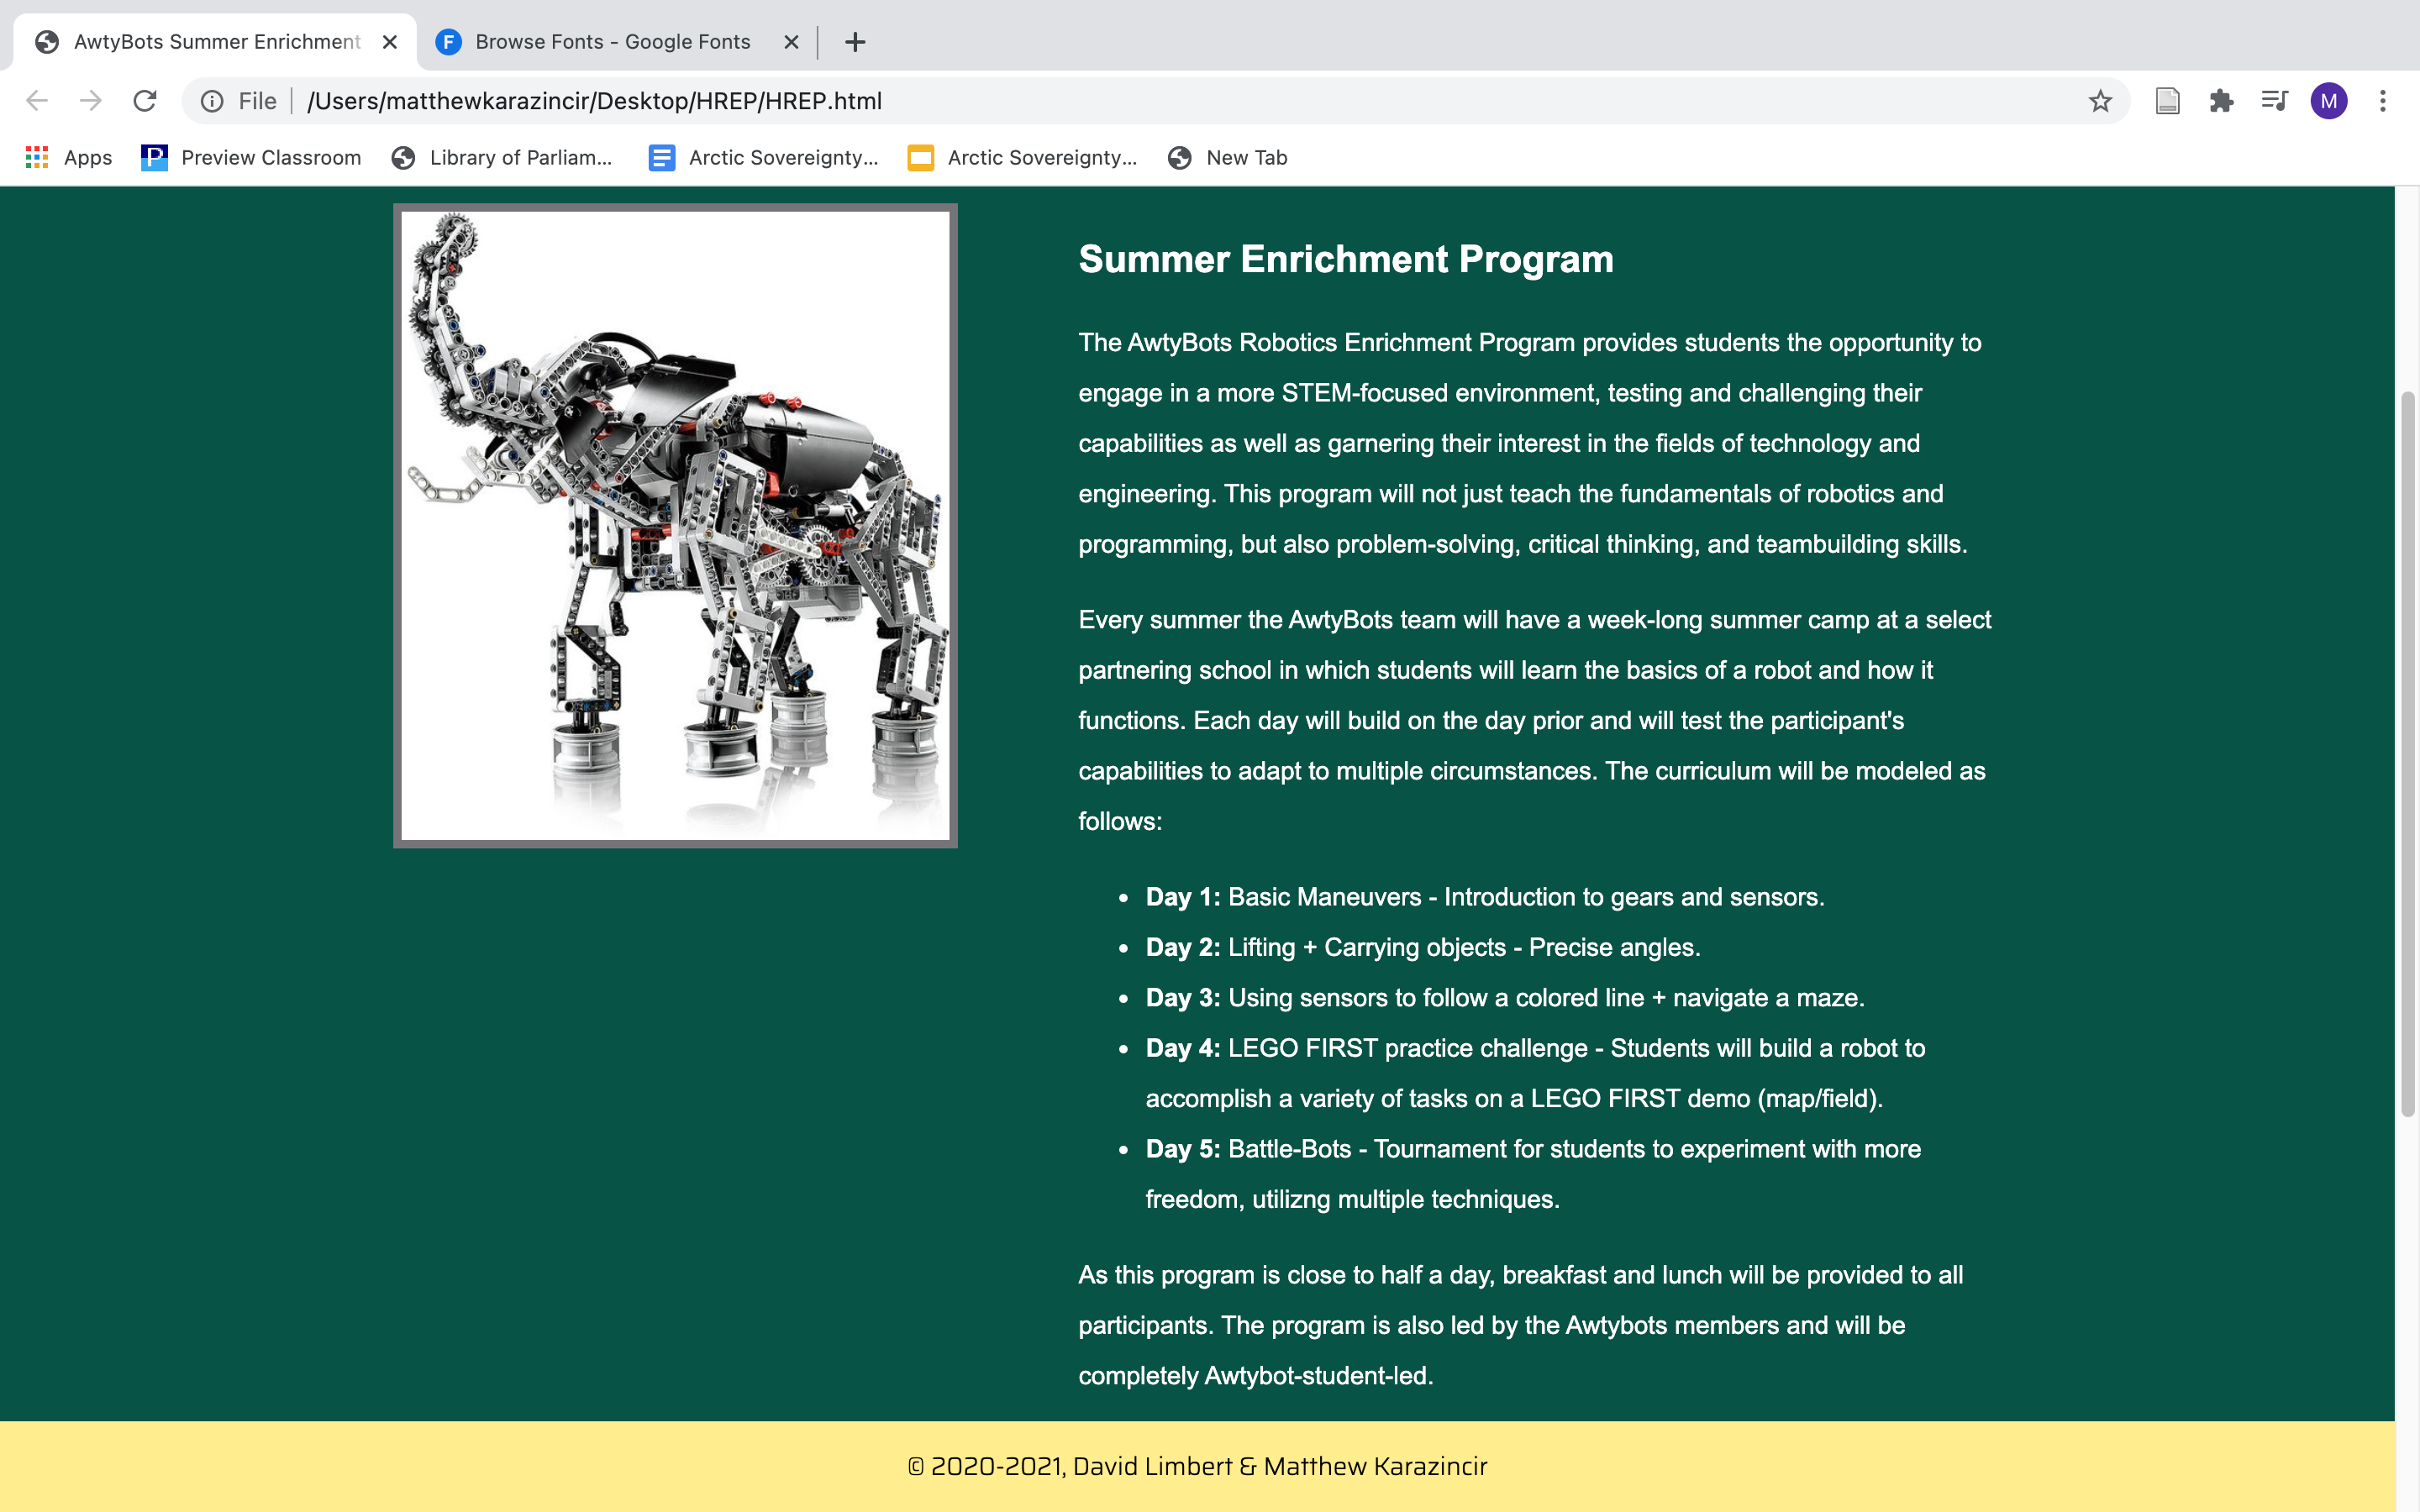 AwtyBots Summer Enrichment
Browse Fonts - Google Fonts
File
/Users/matthewkarazincir/Desktop/HREP/HREP.html
M
Apps
Preview Classroom
Library of Parliam...
Arctic Sovereignty...
Arctic Sovereignty...
New Tab
Summer Enrichment Program
The AwtyBots Robotics Enrichment Program provides students the opportunity to
engage in a more STEM-focused environment, testing and challenging their
capabilities as well as garnering their interest in the fields of technology and
engineering. This program will not just teach the fundamentals of robotics and
programming, but also problem-solving, critical thinking, and teambuilding skills.
Every summer the AwtyBots team will have a week-long summer camp at a select
partnering school in which students will learn the basics of a robot and how it
functions. Each day will build on the day prior and will test the participant's
capabilities to adapt to multiple circumstances. The curriculum will be modeled as
follows:
• Day 1: Basic Maneuvers - Introduction to gears and sensors.
• Day 2: Lifting + Carrying objects - Precise angles.
• Day 3: Using sensors to follow a colored line + navigate a maze.
• Day 4: LEGO FIRST practice challenge - Students will build a robot to
accomplish a variety of tasks on a LEGO FIRST demo (map/field).
• Day 5: Battle-Bots - Tournament for students to experiment with more
freedom, utilizng multiple techniques.
As this program is close to half a day, breakfast and lunch will be provided to all
participants. The program is also led by the Awtybots members and will be
completely Awtybot-student-led.
© 2020-2021, David Limbert & Matthew Karazincir